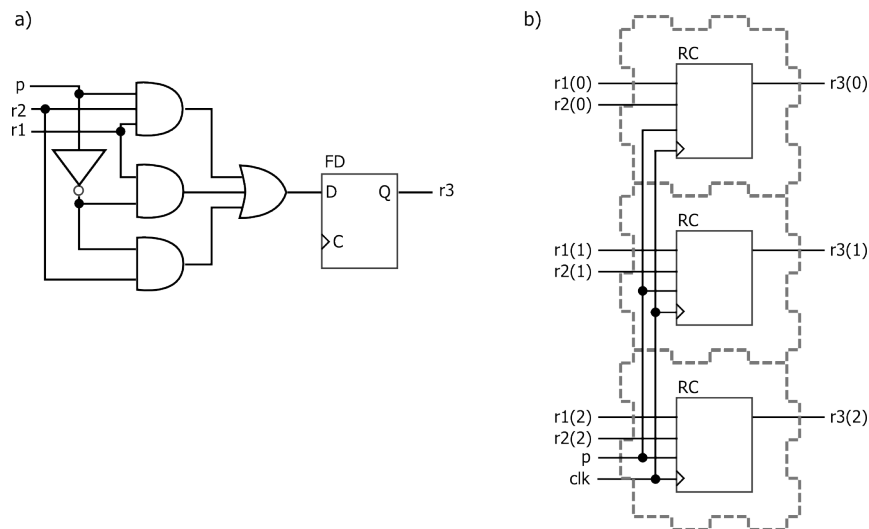 a)
p
r2
r1
FD
D
Q
C
r3
b)
RC
r1(0)
r2(0)
r3(0)
RC
r1(1)
r2(1)
r3(1)
RC
r1(2)
r2(2)
p
clk
r3(2)